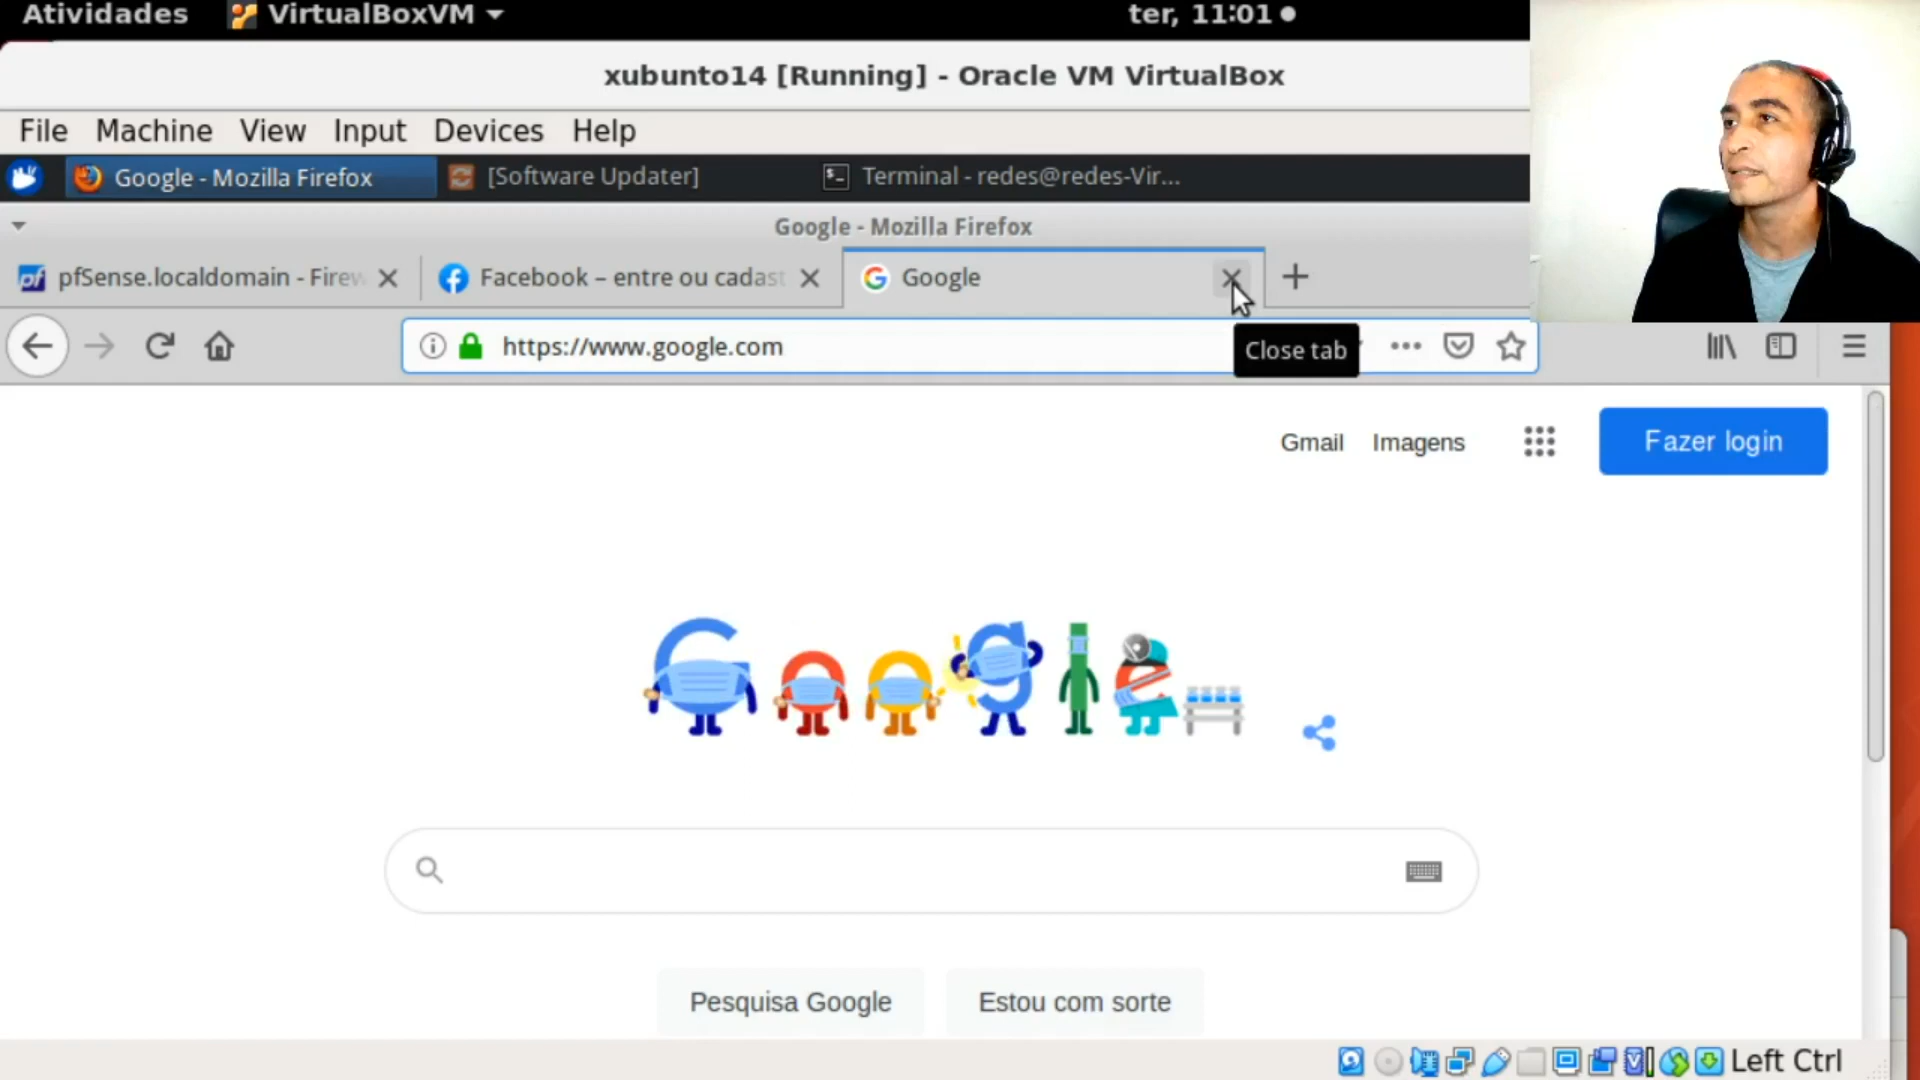 Atividades
VirtualBoxVM
ter, 11:01
xubunto14 [Running] - Oracle VM VirtualBox
File Machine View Input Devices Help
Google - Mozilla Firefox
[Software Updater]
Terminal - redes@redes-Vir...
Google - Mozilla Firefox
pfSense.localdomain - Firew
Facebook – entre ou cadast
Google
https://www.google.com
Close tab
Gmail
Imagens
Fazer login
Google
Pesquisa Google
Estou com sorte
Left Ctrl